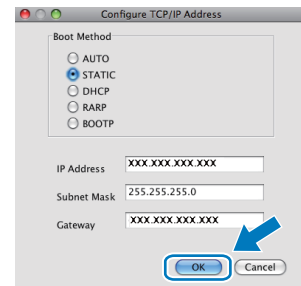 Configure TCP/IP Address
Boot Method
AUTO
STATIC
DHCP
RARP
BOOTP
IP Address XXX.XXX.XXX.XXX
Subnet Mask 255.255.255.0
Gateway XXX.XXX.XXX.XXX
OK Cancel